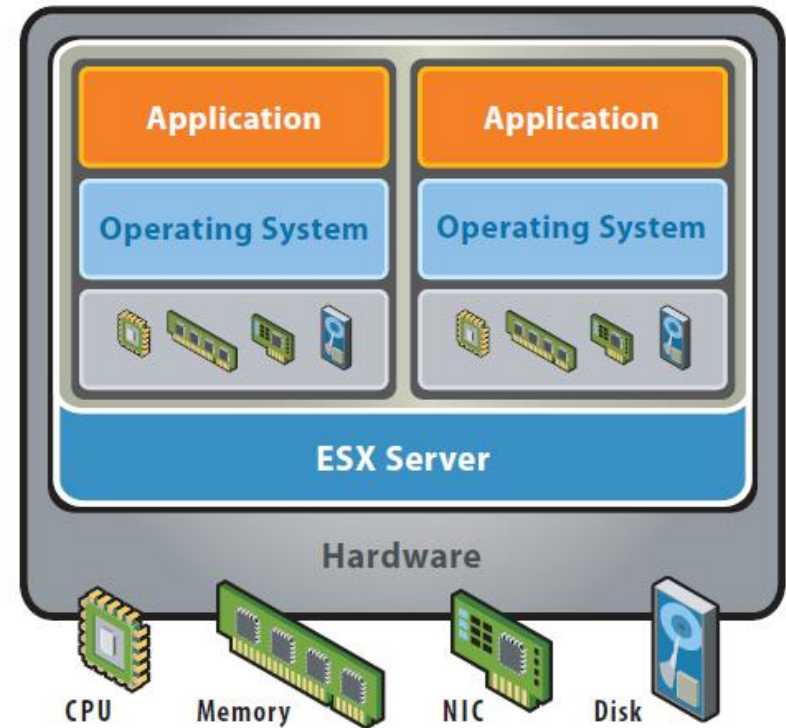 Application
Application
Operating System
Operating System
ESX Server
Hardware
CPU
Memory
NIC
Disk